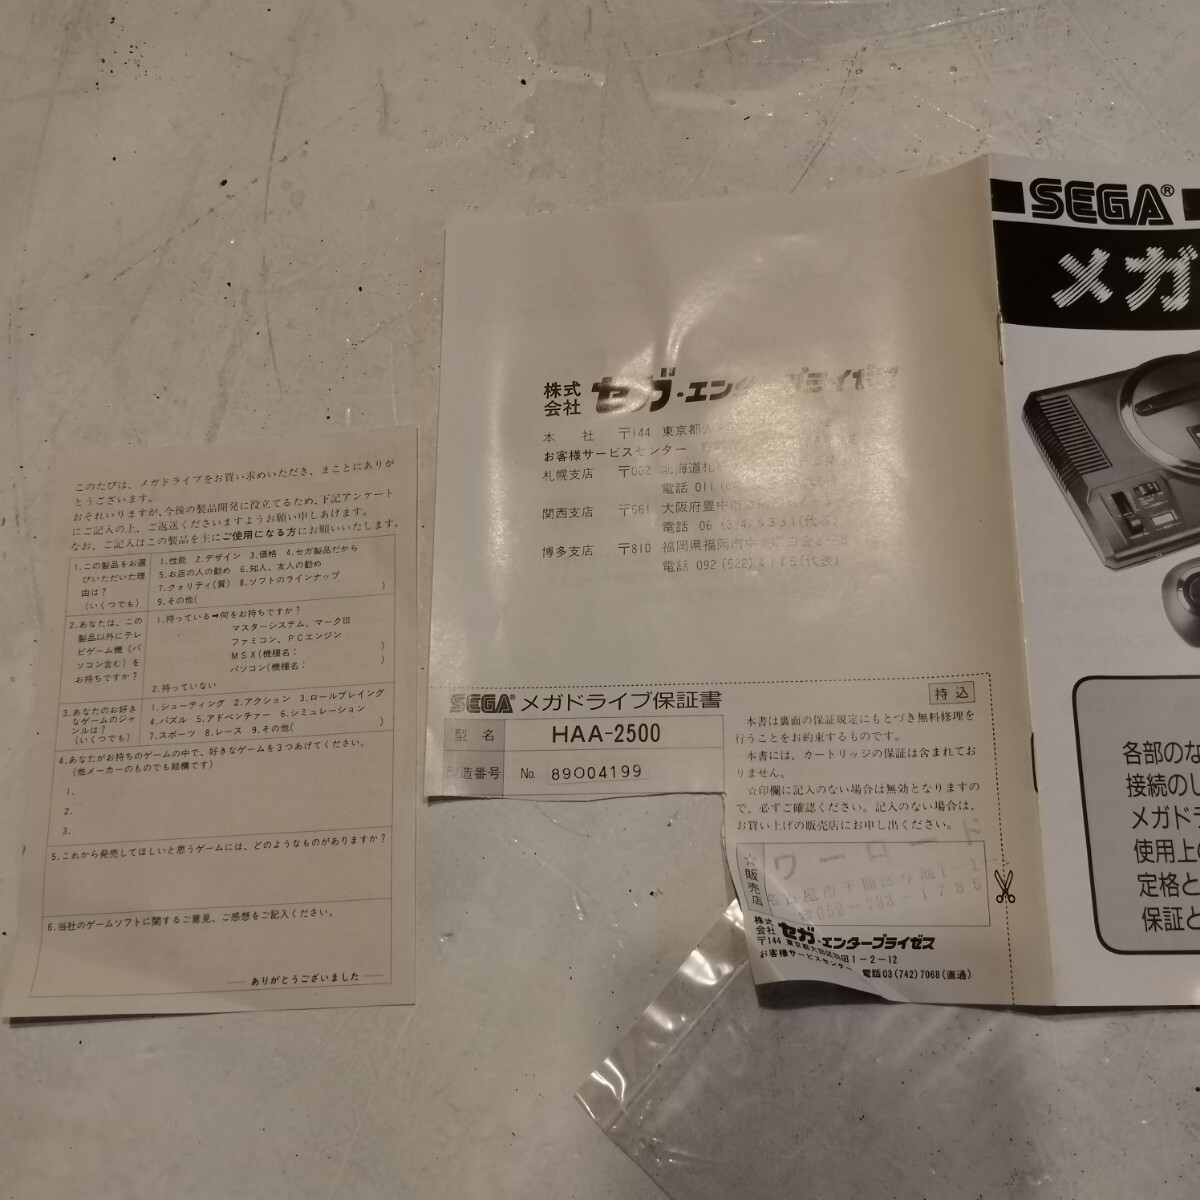 このたびは、メガドライブをお買い求めいただき、まことにありが
とうございます。
おそれいりますが、今後の製品開発に役立てるため、下記アンケート
にご記入の上、ご返送くださいますようお願い申しあげます。
なお、ご記入はこの製品を主にご使用になる方にお願いいたします。
1.この製品をお選
びいただいた理
由は?
(いくつでも)
1.性能 2.デザイン 3.価格 4.セガ製品だから
5.お店の人の勧め 6.知人、友人の勧め
7.クォリティ(質) 8.ソフトのラインナップ
9.その他( )
2.あなたは、この
製品以外にテレ
ビゲーム機(パ
ソコン含む)を
お持ちですか?
1.持っている➡何をお持ちですか?
マスターシステム、マークIII
ファミコン、PCエンジン
MSX(機種名: )
パソコン(機種名: )
2.持っていない
3.あなたのお好き
なゲームのジャ
ンルは?
(いくつでも)
1.シューティング 2.アクション 3.ロールプレイング
4.パズル 5.アドベンチャー 6.シミュレーション
7.スポーツ 8.レース 9.その他( )
4.あなたがお持ちのゲームの中で、好きなゲームを3つあげてください。
(他メーカーのものでも結構です)
1.
2.
3.
5.これから発売してほしいと思うゲームには、どのようなものがありますか?
6.当社のゲームソフトに関するご意見、ご感想をご記入ください。
ありがとうございました
株式会社 セガ・エンタープライゼス
本社 〒144 東京都
お客様サービスセンター
札幌支店 〒062 北海道札
電話 011
関西支店 〒561 大阪府豊中市
電話 06 (代表)
博多支店 〒810 福岡県福岡市中央
電話 092 (522) (代表)
SEGA® メガドライブ保証書
持込
型名 HAA-2500
製造番号 No. 89004199
本書は裏面の保証規定にもとづき無料修理を
行うことをお約束するものです。
本書には、カートリッジの保証は含まれてお
りません。
☆印欄に記入のない場合は無効となりますの
で、必ずご確認ください。記入のない場合は、
お買い上げの販売店にお申し出ください。
☆販売店
ワーロード
株式会社 セガ・エンタープライゼス
〒144 東京都大田区羽田1-2-12
お客様サービスセンター 電話03(742)7068(直通)
SEGA®
メガ
各部のな
接続のし
メガドラ
使用上の
定格と
保証と